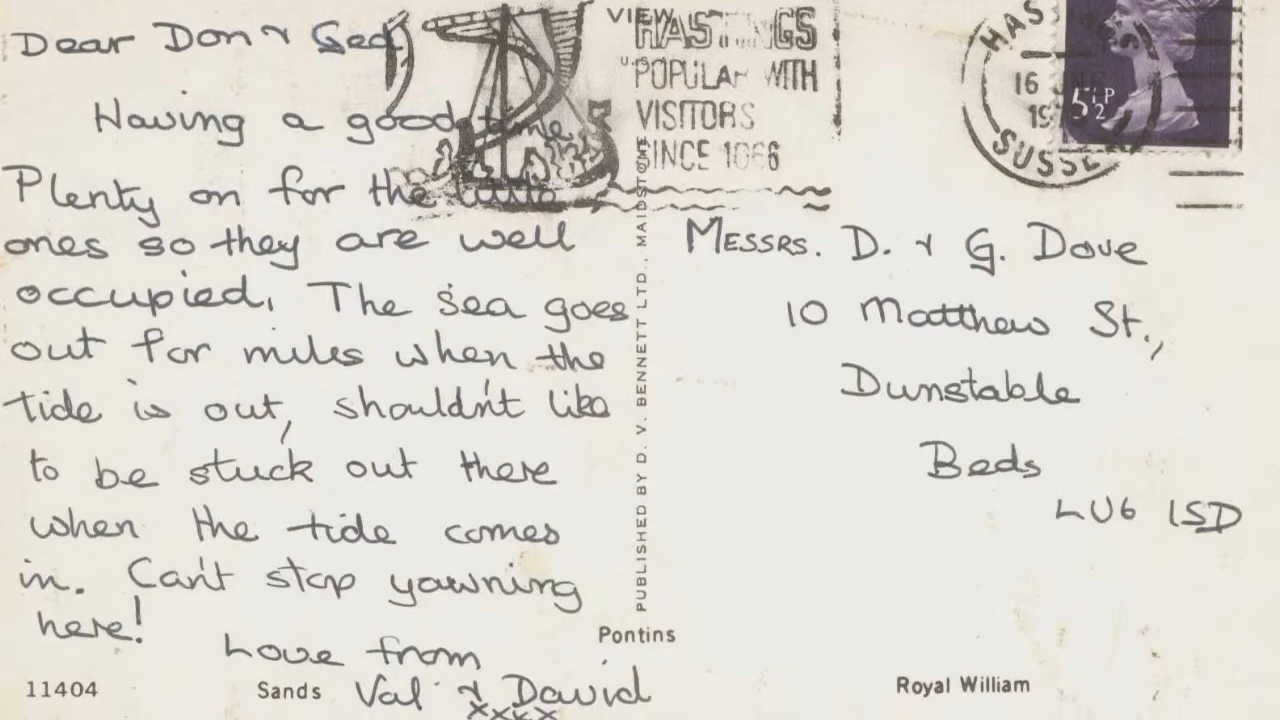 Dear Don &
Having a good time
Plenty on for the little
ones so they are well
occupied. The sea goes
out for miles when the
tide is out, shouldn't like
to be stuck out there
when the tide comes
in. Can't stop yawning
here!
Love from
Val & David
xxxx
11404
Sands
VIEW
HASTINGS
"POPULAR WITH
VISITORS
SINCE 1066
PUBLISHED BY D. V. BENNETT LTD., MAIDSTONE
Pontins
16
5½P
MESSRS. D. & G. Dove
10 Matthew St.,
Dunstable
Beds
LU6 1SD
Royal William